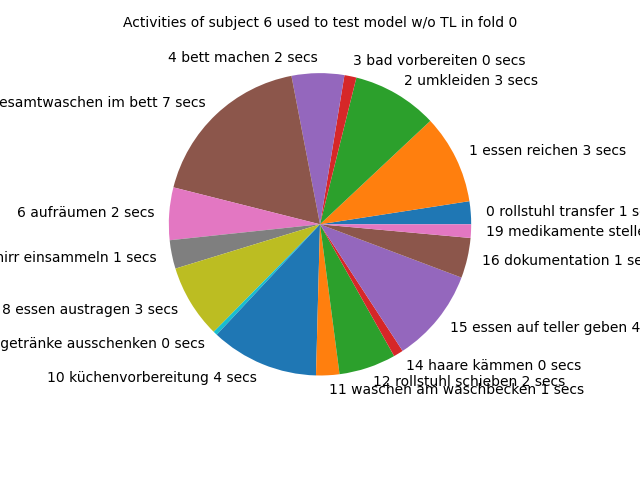 Activities of subject 6 used to test model w/o TL in fold 0
4 bett machen 2 secs
3 bad vorbereiten 0 secs
2 umkleiden 3 secs
esamtwaschen im bett 7 secs
1 essen reichen 3 secs
6 aufräumen 2 secs
0 rollstuhl transfer 1 s
19 medikamente stelle
hirr einsammeln 1 secs
16 dokumentation 1 se
8 essen austragen 3 secs
15 essen auf teller geben 4
getränke ausschenken 0 secs
14 haare kämmen 0 secs
10 küchenvorbereitung 4 secs
12 rollstuhl schieben 2 secs
11 waschen am waschbecken 1 secs